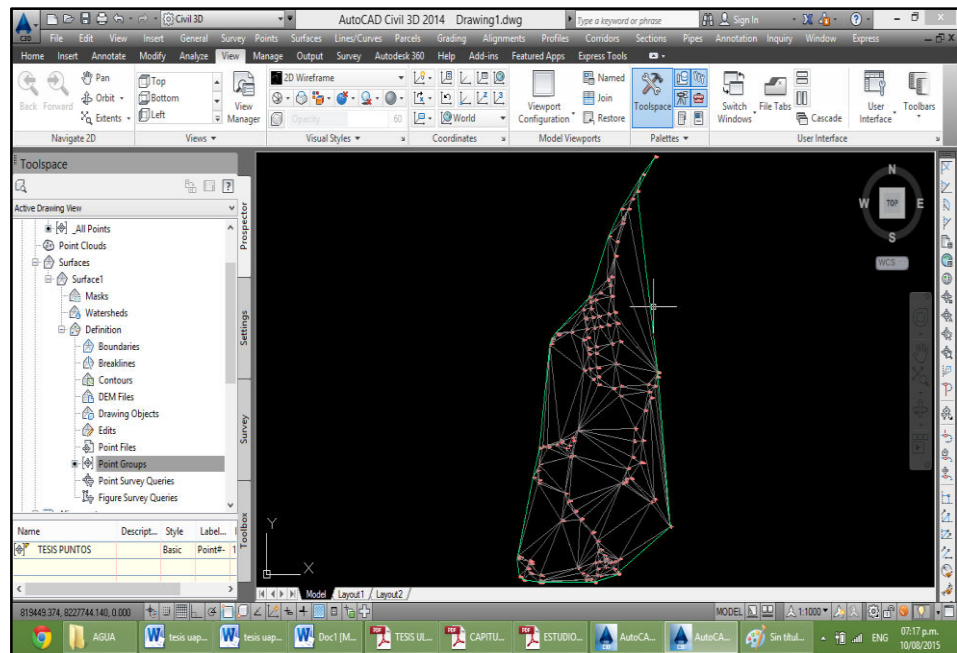 Civil 3D
AutoCAD Civil 3D 2014 Drawing1.dwg
Type a keyword or phrase
Sign In
C3D File Edit View Insert General Survey Points Surfaces Lines/Curves Parcels Grading Alignments Profiles Corridors Sections Pipes Annotation Inquiry Window Express
Home Insert Annotate Modify Analyze View Manage Output Survey Autodesk 360 Help Add-ins Featured Apps Express Tools
Back Forward
Pan
Orbit
Extents
Navigate 2D
Top
Bottom
Left
View Manager
Views
2D Wireframe
Opacity 60
Visual Styles
World
Coordinates
Viewport Configuration
Named
Join
Restore
Model Viewports
Toolspace
Palettes
Switch Windows
File Tabs
Cascade
User Interface
Toolbars
User Interface
Toolspace
Active Drawing View
_All Points
Point Clouds
Surfaces
Surface1
Masks
Watersheds
Definition
Boundaries
Breaklines
Contours
DEM Files
Drawing Objects
Edits
Point Files
Point Groups
Point Survey Queries
Figure Survey Queries
Prospector
Settings
Survey
Toolbox
Name Descript... Style Label...
TESIS PUNTOS Basic Point#- 1
N
W TOP E
S
WCS
Y
X
Model Layout1 Layout2
819449.374, 8227744.140, 0.000
MODEL 1:1000
AGUA
tesis uap...
tesis uap...
Doc1 [M...
TESIS UL...
CAPITU...
ESTUDIO...
AutoCA...
AutoCA...
Sin títul...
ENG
07:17 p.m.
10/08/2015